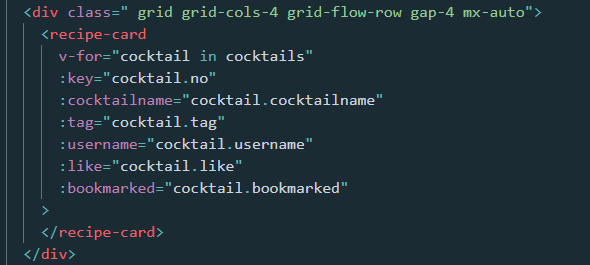 <div class=" grid grid-cols-4 grid-flow-row gap-4 mx-auto">
<recipe-card
v-for="cocktail in cocktails"
:key="cocktail.no"
:cocktailname="cocktail.cocktailname"
:tag="cocktail.tag"
:username="cocktail.username"
:like="cocktail.like"
:bookmarked="cocktail.bookmarked"
>
</recipe-card>
</div>